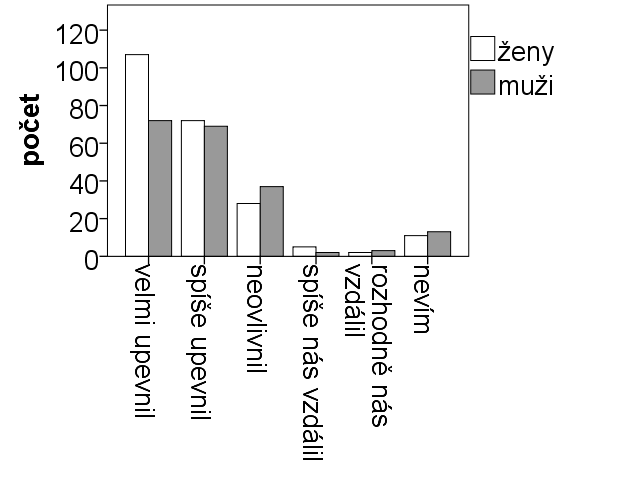 počet
120
100
80
60
40
20
0
velmi upevnil
spíše upevnil
neovlivnil
spíše nás vzdálil
rozhodně nás
vzdálil
nevím
ženy
muži